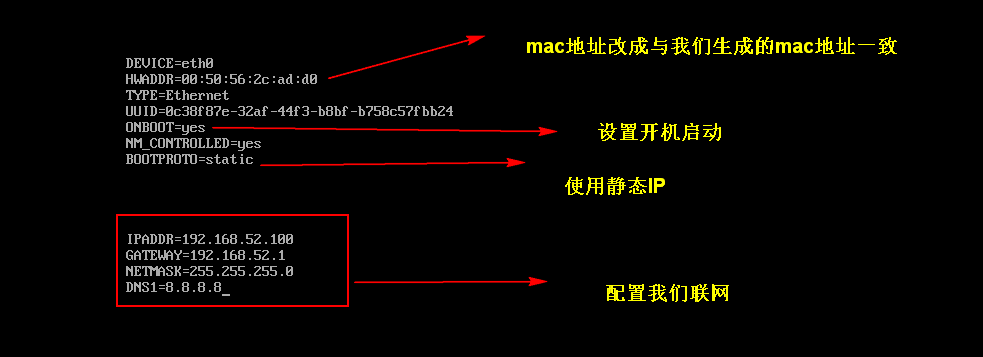 mac地址改成与我们生成的mac地址一致
DEVICE=eth0
HWADDR=00:50:56:2c:ad:d0
TYPE=Ethernet
UUID=0c38f87e-32af-44f3-b8bf-b758c57fbb24
ONBOOT=yes
设置开机启动
NM_CONTROLLED=yes
BOOTPROTO=static
使用静态IP
IPADDR=192.168.52.100
GATEWAY=192.168.52.1
NETMASK=255.255.255.0
DNS1=8.8.8.8_
配置我们联网